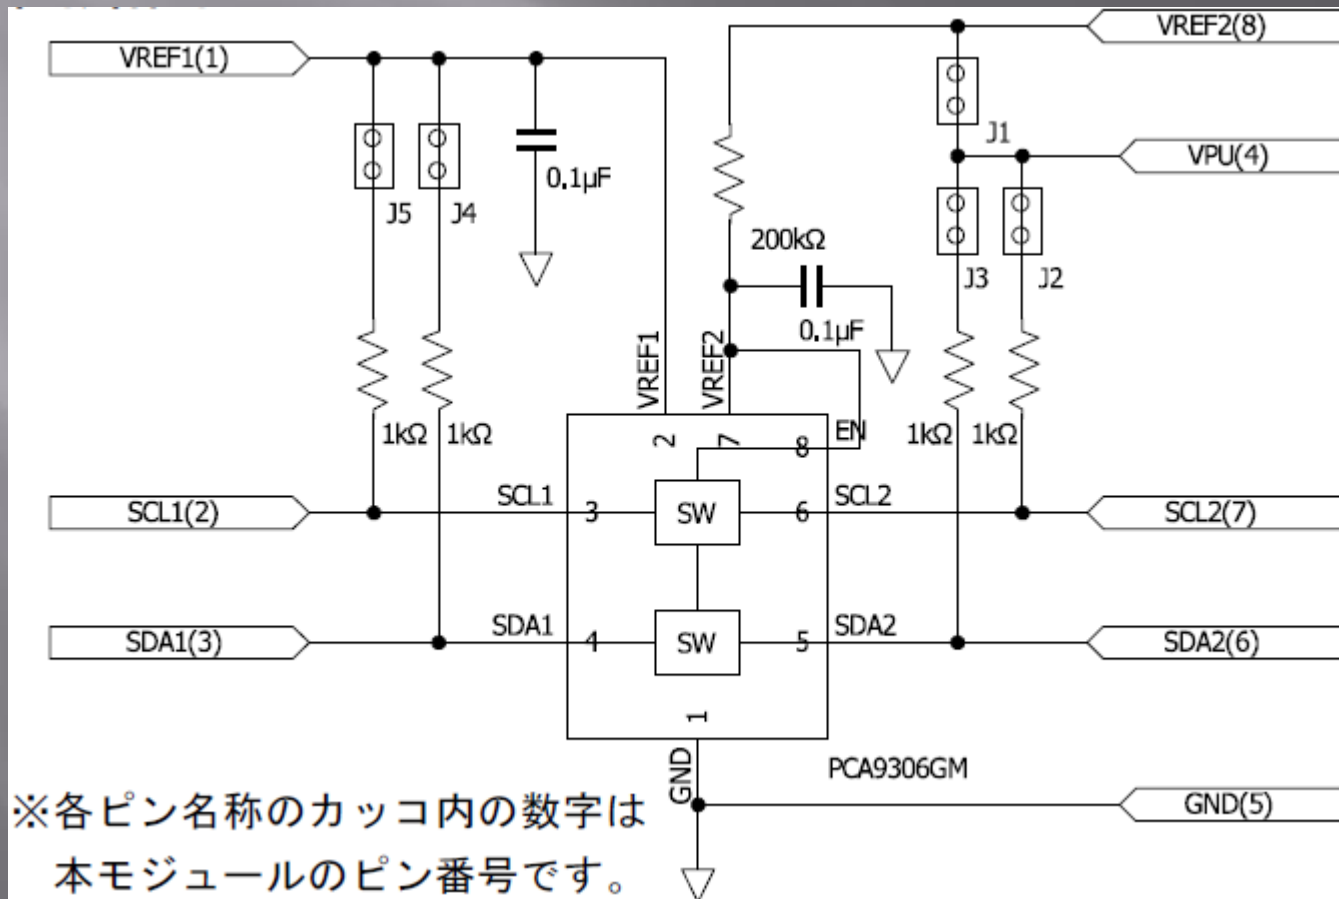 VREF1(1)
VREF2(8)
J1
VPU(4)
0.1µF
J5
J4
J3
J2
200kΩ
0.1µF
VREF1
VREF2
1kΩ
1kΩ
1kΩ
1kΩ
2
7
8
EN
SCL1(2)
SCL1
3
SW
6
SCL2
SCL2(7)
SDA1(3)
SDA1
4
SW
5
SDA2
SDA2(6)
1
GND
PCA9306GM
GND(5)
※各ピン名称のカッコ内の数字は
本モジュールのピン番号です。